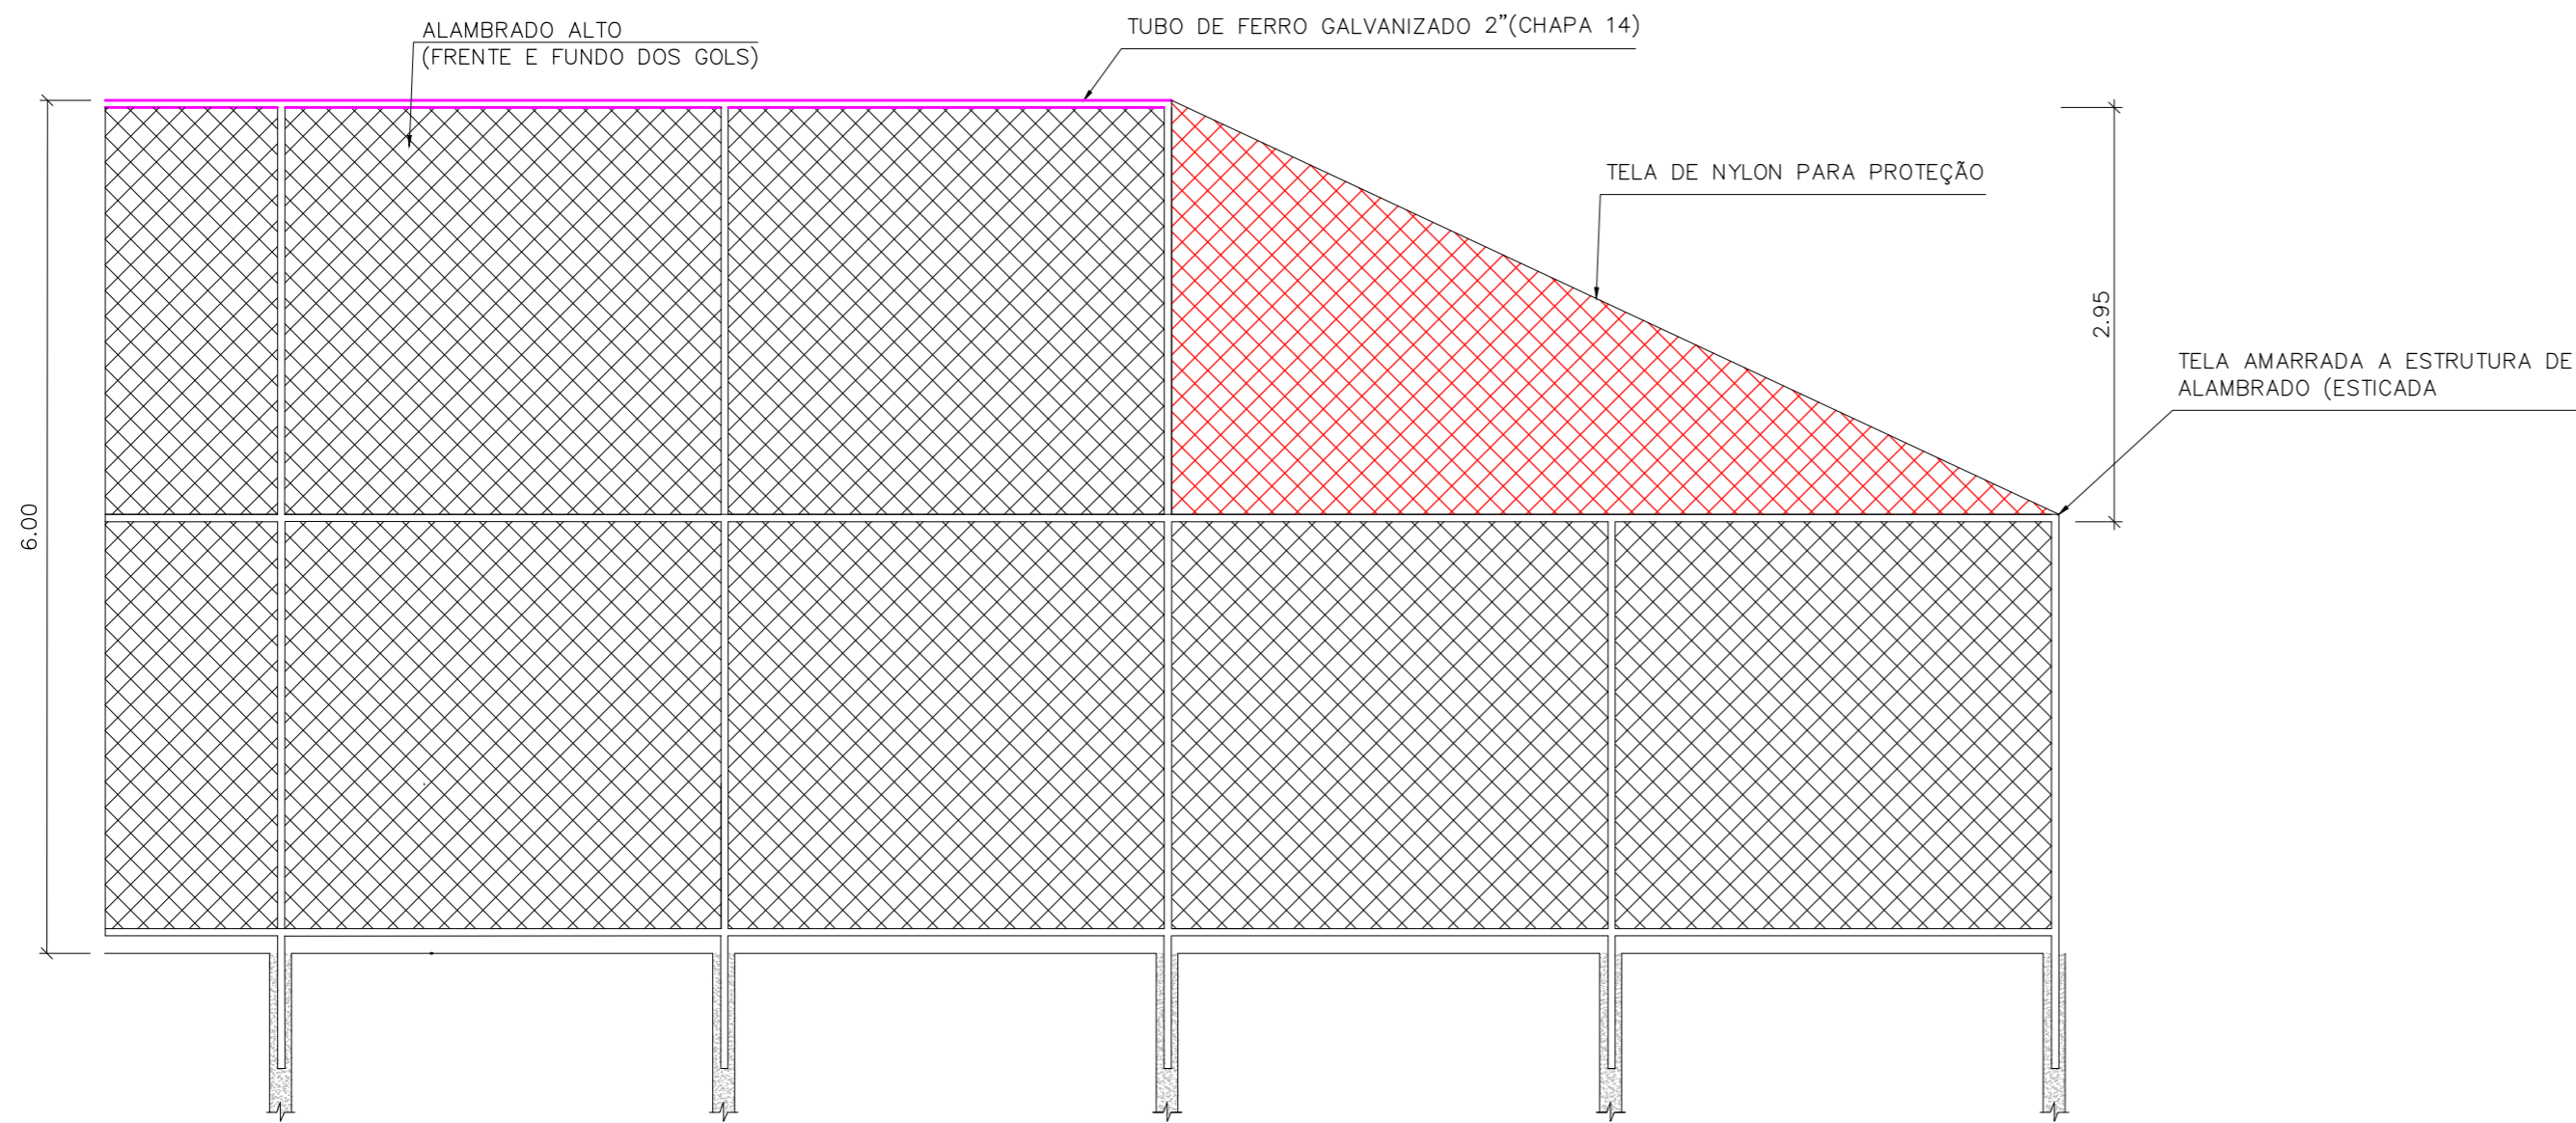 ALAMBRADO ALTO
(FRENTE E FUNDO DOS GOLS)
TUBO DE FERRO GALVANIZADO 2”(CHAPA 14)
TELA DE NYLON PARA PROTEÇÃO
2.95
TELA AMARRADA A ESTRUTURA DE
ALAMBRADO (ESTICADA
6.00